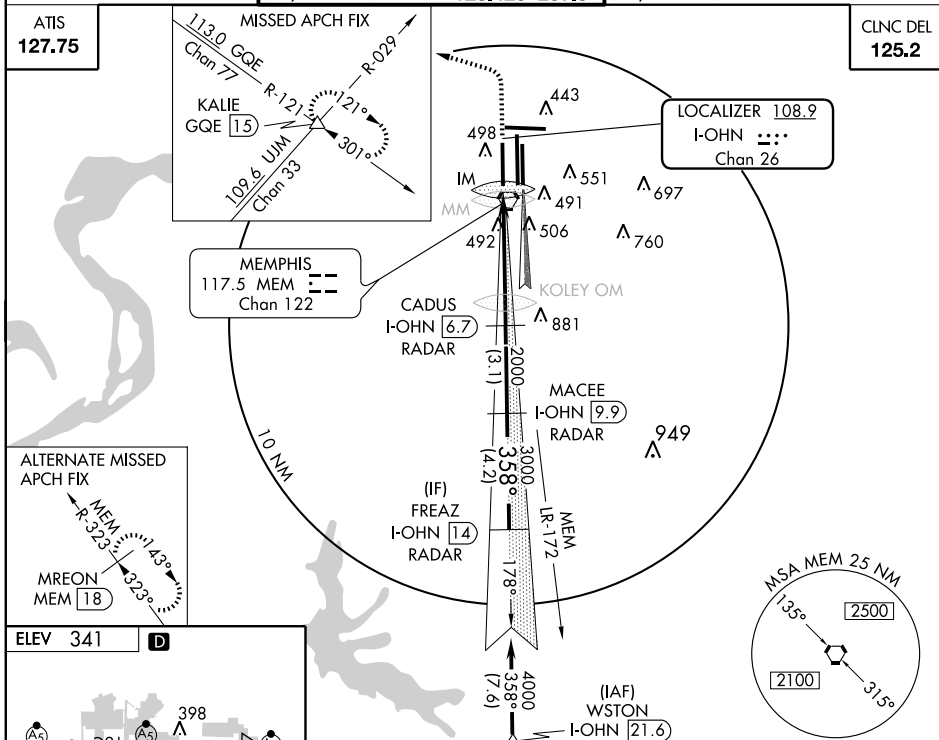 ATIS
127.75
CLNC DEL
125.2
MISSED APCH FIX
113.0 GQE
Chan 77
R-121
R-029
KALIE
GQE 15
121°
301°
109.6 UJM
Chan 33
443
498
LOCALIZER 108.9
I-OHN
Chan 26
IM
551
491
697
MM
492
506
760
MEMPHIS
117.5 MEM
Chan 122
KOLEY OM
CADUS
I-OHN 6.7
RADAR
881
2000
(3.1)
MACEE
I-OHN 9.9
RADAR
949
10 NM
3000
358°
(4.2)
ALTERNATE MISSED
APCH FIX
MEM
R-323
143°
323°
MREON
MEM 18
(IF)
FREAZ
I-OHN 14
RADAR
MEM
LR-172
178°
MSA MEM 25 NM
135°
2500
2100
315°
ELEV 341
D
4000
358°
(7.6)
(IAF)
WSTON
I-OHN 21.6
398
A5
A5